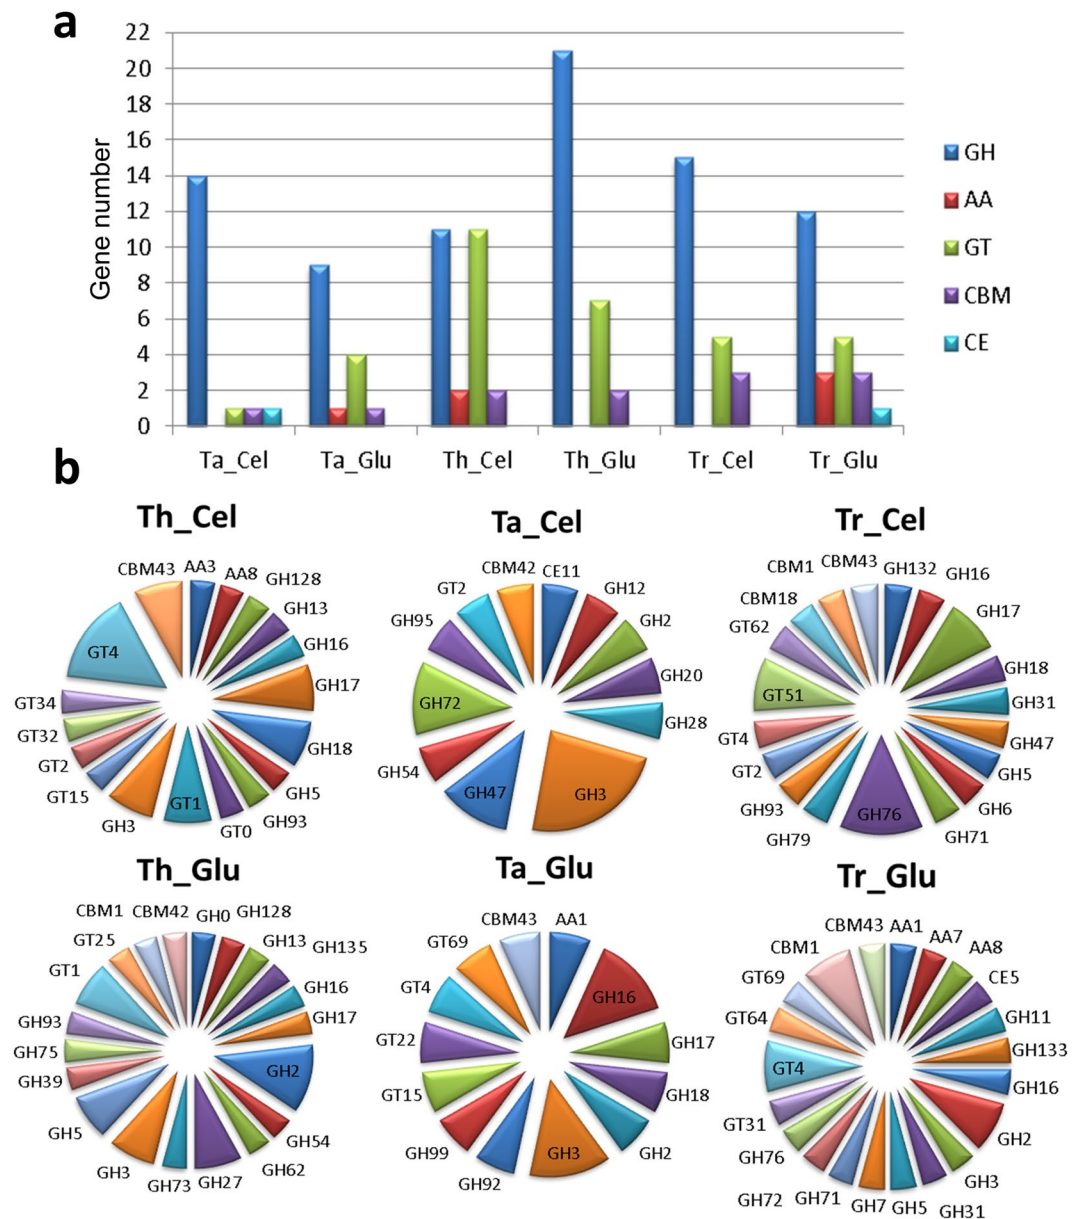 a
22
20
18
16
14
12
10
8
6
4
2
0
Gene number
GH
AA
GT
CBM
CE
Ta_Cel
Ta_Glu
Th_Cel
Th_Glu
Tr_Cel
Tr_Glu
b
Th_Cel
CBM43
AA3
AA8
GH128
GH13
GH16
GH17
GH18
GH5
GH93
GT0
GT1
GH3
GT15
GT2
GT32
GT34
GT4
Ta_Cel
CBM42
CE11
GH12
GH2
GH20
GH28
GH3
GH47
GH54
GH72
GH95
GT2
Tr_Cel
CBM43
GH132
GH16
GH17
GH18
GH31
GH47
GH5
GH6
GH71
GH76
GH79
GH93
GT2
GT4
GT51
GT62
CBM18
CBM1
Th_Glu
CBM42
GH0
GH128
GH13
GH135
GH16
GH17
GH2
GH54
GH62
GH27
GH73
GH3
GH5
GH39
GH75
GH93
GT1
GT25
CBM1
Ta_Glu
CBM43
AA1
GH16
GH17
GH18
GH2
GH3
GH92
GH99
GT15
GT22
GT4
GT69
Tr_Glu
CBM43
AA1
AA7
AA8
CE5
GH11
GH133
GH16
GH2
GH3
GH31
GH5
GH7
GH71
GH72
GH76
GT31
GT4
GT64
GT69
CBM1